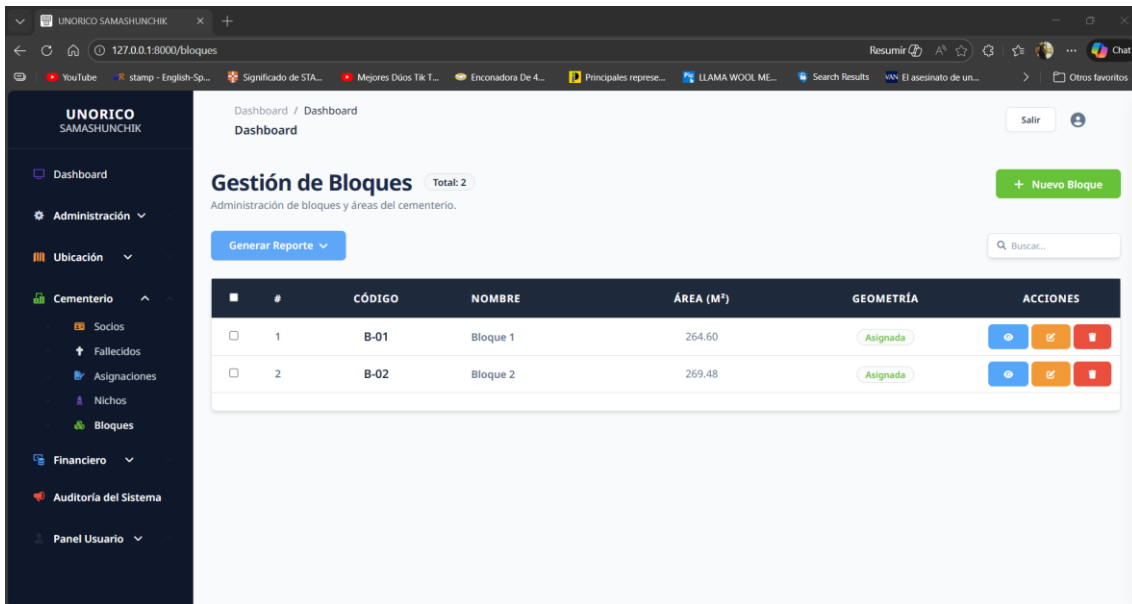 UNORICO SAMASHUNCHIK
127.0.0.1:8000/bloques
Resumir
Chat
YouTube
stamp - English-Sp...
Significado de STA...
Mejores Dúos Tik T...
Enconadora De 4...
Principales represe...
LLAMA WOOL ME...
Search Results
VAN El asesinato de un...
Otros favoritos
UNORICO
SAMASHUNCHIK
Dashboard
Administración
Ubicación
Cementerio
Socios
Fallecidos
Asignaciones
Nichos
Bloques
Financiero
Auditoría del Sistema
Panel Usuario
Dashboard / Dashboard
Dashboard
Salir
Gestión de Bloques Total: 2
Administración de bloques y áreas del cementerio.
+ Nuevo Bloque
Generar Reporte
Buscar...
# CÓDIGO NOMBRE ÁREA (M²) GEOMETRÍA ACCIONES
1 B-01 Bloque 1 264.60 Asignada
2 B-02 Bloque 2 269.48 Asignada